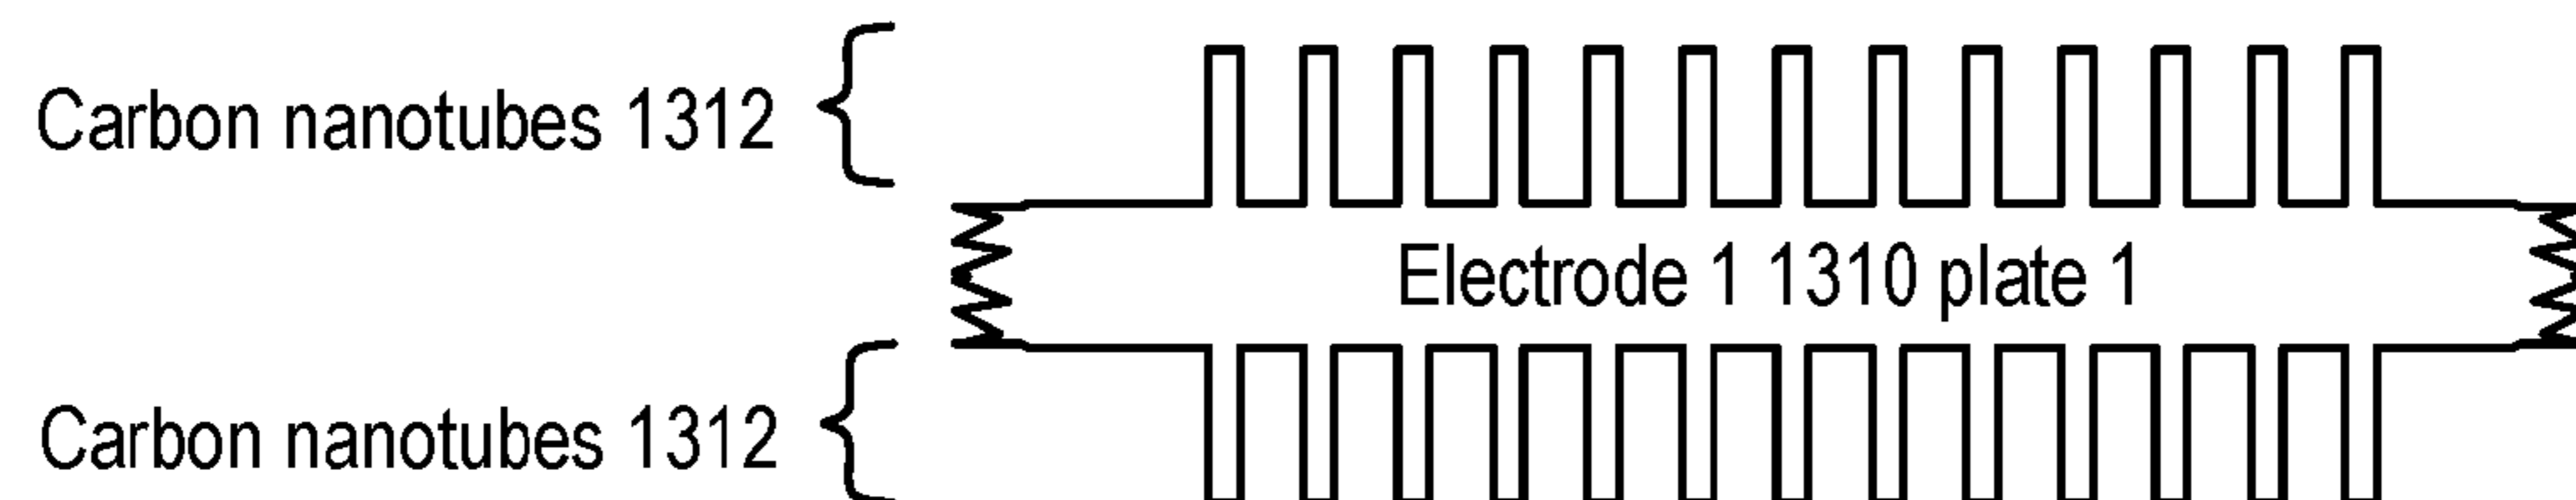 Carbon nanotubes 1312
Electrode 1 1310 plate 1
Carbon nanotubes 1312